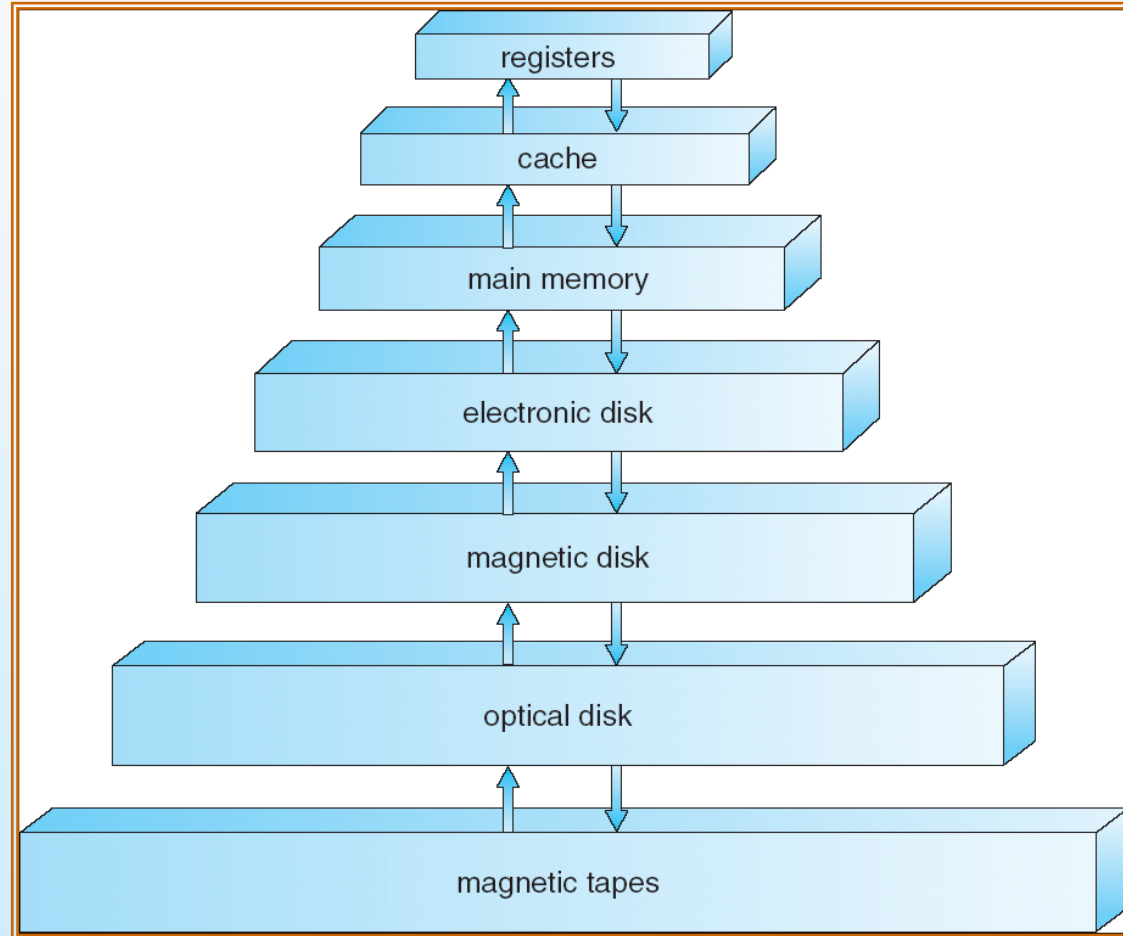 registers
cache
main memory
electronic disk
magnetic disk
optical disk
magnetic tapes